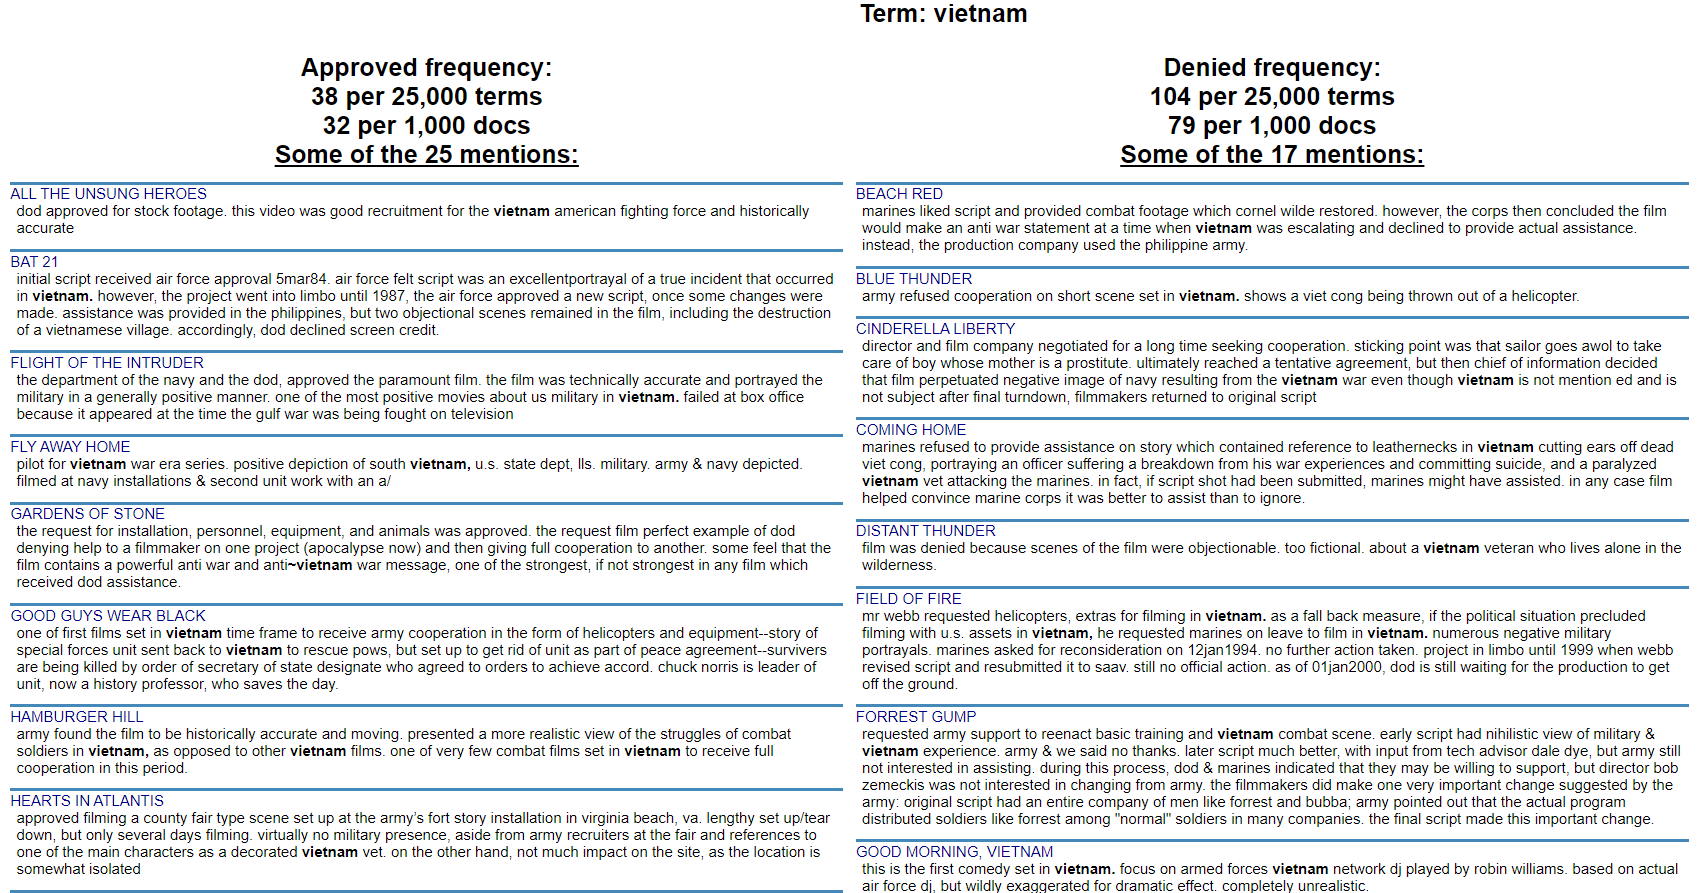 Term: vietnam
Approved frequency:
38 per 25,000 terms
32 per 1,000 docs
Some of the 25 mentions:
ALL THE UNSUNG HEROES
dod approved for stock footage. this video was good recruitment for the vietnam american fighting force and historically
accurate
BAT 21
initial script received air force approval 5mar84. air force felt script was an excellentportrayal of a true incident that occurred
in vietnam. however, the project went into limbo until 1987, the air force approved a new script, once some changes were
made. assistance was provided in the philippines, but two objectional scenes remained in the film, including the destruction
of a vietnamese village. accordingly, dod declined screen credit.
FLIGHT OF THE INTRUDER
the department of the navy and the dod, approved the paramount film. the film was technically accurate and portrayed the
military in a generally positive manner. one of the most positive movies about us military in vietnam. failed at box office
because it appeared at the time the gulf war was being fought on television
FLY AWAY HOME
pilot for vietnam war era series. positive depiction of south vietnam, u.s. state dept, lls. military. army & navy depicted.
filmed at navy installations & second unit work with an a/
GARDENS OF STONE
the request for installation, personnel, equipment, and animals was approved. the request film perfect example of dod
denying help to a filmmaker on one project (apocalypse now) and then giving full cooperation to another. some feel that the
film contains a powerful anti war and anti~vietnam war message, one of the strongest, if not strongest in any film which
received dod assistance.
GOOD GUYS WEAR BLACK
one of first films set in vietnam time frame to receive army cooperation in the form of helicopters and equipment--story of
special forces unit sent back to vietnam to rescue pows, but set up to get rid of unit as part of peace agreement--survivers
are being killed by order of secretary of state designate who agreed to orders to achieve accord. chuck norris is leader of
unit, now a history professor, who saves the day.
HAMBURGER HILL
army found the film to be historically accurate and moving. presented a more realistic view of the struggles of combat
soldiers in vietnam, as opposed to other vietnam films. one of very few combat films set in vietnam to receive full
cooperation in this period.
HEARTS IN ATLANTIS
approved filming a county fair type scene set up at the army's fort story installation in virginia beach, va. lengthy set up/tear
down, but only several days filming. virtually no military presence, aside from army recruiters at the fair and references to
one of the main characters as a decorated vietnam vet. on the other hand, not much impact on the site, as the location is
somewhat isolated
Denied frequency:
104 per 25,000 terms
79 per 1,000 docs
Some of the 17 mentions:
BEACH RED
marines liked script and provided combat footage which cornel wilde restored. however, the corps then concluded the film
would make an anti war statement at a time when vietnam was escalating and declined to provide actual assistance.
instead, the production company used the philippine army.
BLUE THUNDER
army refused cooperation on short scene set in vietnam. shows a viet cong being thrown out of a helicopter.
CINDERELLA LIBERTY
director and film company negotiated for a long time seeking cooperation. sticking point was that sailor goes awol to take
care of boy whose mother is a prostitute. ultimately reached a tentative agreement, but then chief of information decided
that film perpetuated negative image of navy resulting from the vietnam war even though vietnam is not mention ed and is
not subject after final turndown, filmmakers returned to original script
COMING HOME
marines refused to provide assistance on story which contained reference to leathernecks in vietnam cutting ears off dead
viet cong, portraying an officer suffering a breakdown from his war experiences and committing suicide, and a paralyzed
vietnam vet attacking the marines. in fact, if script shot had been submitted, marines might have assisted. in any case film
helped convince marine corps it was better to assist than to ignore.
DISTANT THUNDER
film was denied because scenes of the film were objectionable. too fictional. about a vietnam veteran who lives alone in the
wilderness.
FIELD OF FIRE
mr webb requested helicopters, extras for filming in vietnam. as a fall back measure, if the political situation precluded
filming with u.s. assets in vietnam, he requested marines on leave to film in vietnam. numerous negative military
portrayals. marines asked for reconsideration on 12jan1994. no further action taken. project in limbo until 1999 when webb
revised script and resubmitted it to saav. still no official action. as of 01jan2000, dod is still waiting for the production to get
off the ground.
FORREST GUMP
requested army support to reenact basic training and vietnam combat scene. early script had nihilistic view of military &
vietnam experience. army & we said no thanks. later script much better, with input from tech advisor dale dye, but army still
not interested in assisting. during this process, dod & marines indicated that they may be willing to support, but director bob
zemeckis was not interested in changing from army. the filmmakers did make one very important change suggested by the
army: original script had an entire company of men like forrest and bubba; army pointed out that the actual program
distributed soldiers like forrest among "normal" soldiers in many companies. the final script made this important change.
GOOD MORNING, VIETNAM
this is the first comedy set in vietnam. focus on armed forces vietnam network dj played by robin williams. based on actual
air force dj, but wildly exaggerated for dramatic effect. completely unrealistic.